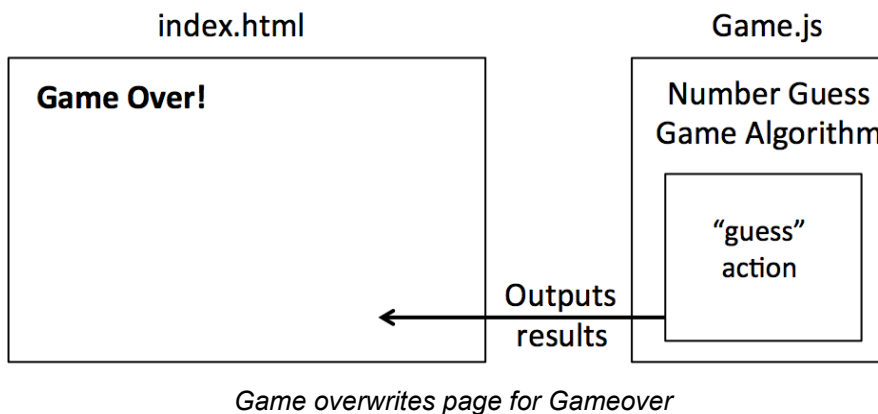 index.html
Game.js
Game Over!
Number Guess
Game Algorithm
“guess”
action
Outputs
results
Game overwrites page for Gameover